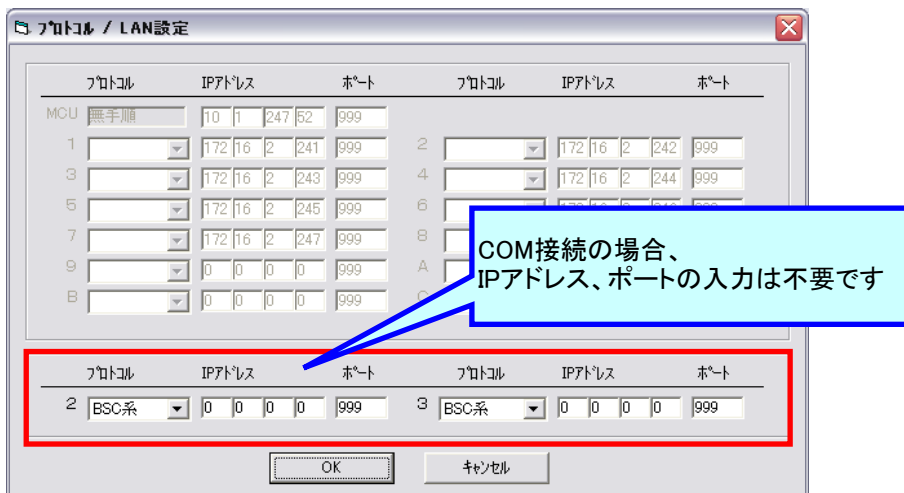 ﾌﾟﾛﾄｺﾙ / LAN設定
ﾌﾟﾛﾄｺﾙ IPｱﾄﾞﾚｽ ﾎﾟｰﾄ ﾌﾟﾛﾄｺﾙ IPｱﾄﾞﾚｽ ﾎﾟｰﾄ
MCU 無手順 10 1 247 52 999
1 172 16 2 241 999 2 172 16 2 242 999
3 172 16 2 243 999 4 172 16 2 244 999
5 172 16 2 245 999 6
7 172 16 2 247 999 8
9 0 0 0 0 999 A
B 0 0 0 0 999
COM接続の場合、
IPアドレス、ポートの入力は不要です
ﾌﾟﾛﾄｺﾙ IPｱﾄﾞﾚｽ ﾎﾟｰﾄ ﾌﾟﾛﾄｺﾙ IPｱﾄﾞﾚｽ ﾎﾟｰﾄ
2 BSC系 0 0 0 0 999 3 BSC系 0 0 0 0 999
OK ｷｬﾝｾﾙ